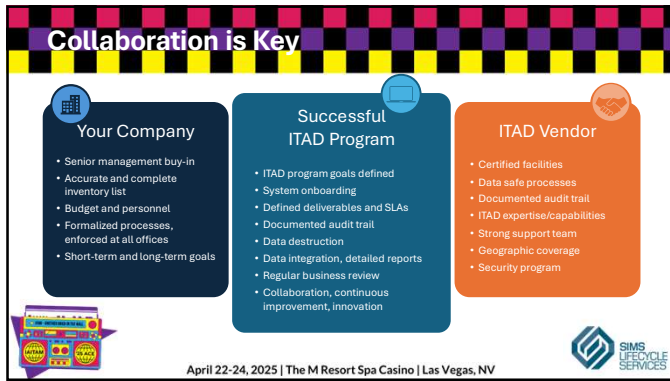 Collaboration is Key
Your Company
• Senior management buy-in
• Accurate and complete
inventory list
• Budget and personnel
• Formalized processes,
enforced at all offices
• Short-term and long-term goals
Successful
ITAD Program
• ITAD program goals defined
• System onboarding
• Defined deliverables and SLAs
• Documented audit trail
• Data destruction
• Data integration, detailed reports
• Regular business review
• Collaboration, continuous
improvement, innovation
ITAD Vendor
• Certified facilities
• Data safe processes
• Documented audit trail
• ITAD expertise/capabilities
• Strong support team
• Geographic coverage
• Security program
IAITAM
'25 ACE
April 22-24, 2025 | The M Resort Spa Casino | Las Vegas, NV
SIMS
LIFECYCLE
SERVICES